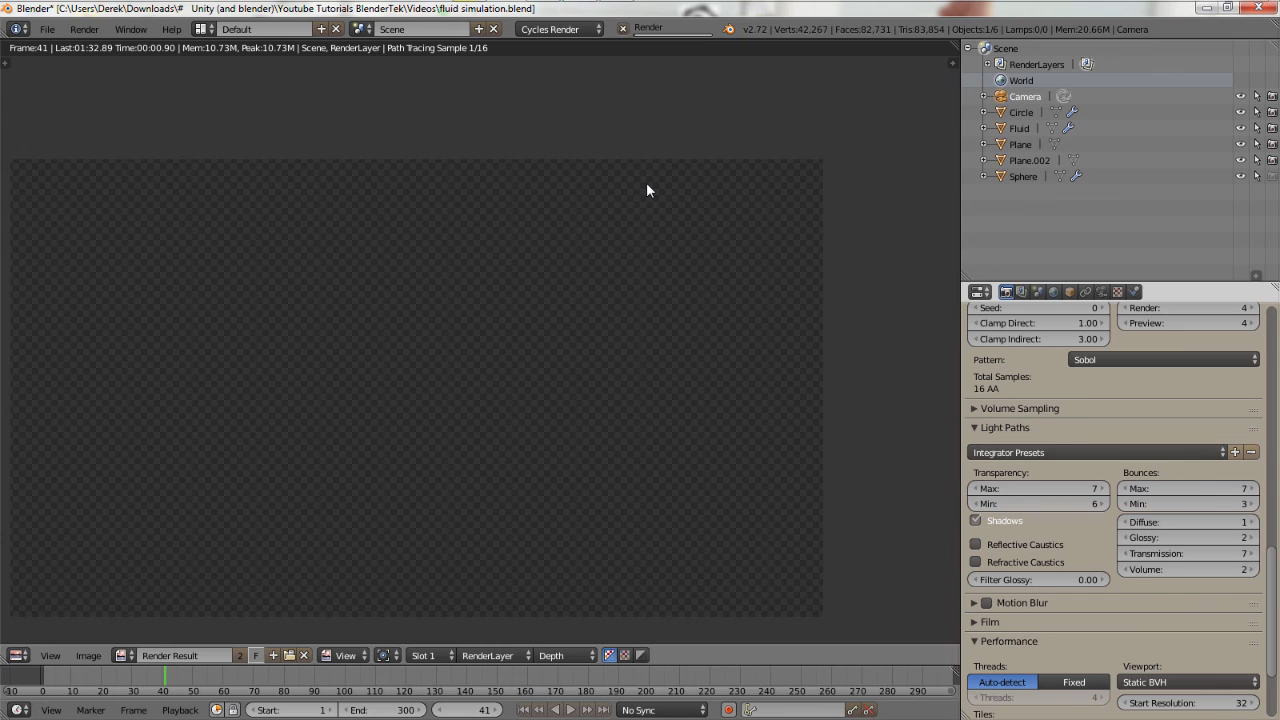 Blender* [C:\Users\Derek\Downloads\# Unity (and blender)\Youtube Tutorials BlenderTek\Videos\fluid simulation.blend]
File Render Window Help Default Scene Cycles Render Render v2.72 | Verts:42,267 | Faces:82,731 | Tris:83,854 | Objects:1/6 | Lamps:0/0 | Mem:20.66M | Camera
Frame:41 | Last:01:32.89 Time:00:00.90 | Mem:10.73M, Peak:10.73M | Scene, RenderLayer | Path Tracing Sample 1/16
Scene
RenderLayers
World
Camera
Circle
Fluid
Plane
Plane.002
Sphere
Seed: 0 Render: 4
Clamp Direct: 1.00 Preview: 4
Clamp Indirect: 3.00
Pattern: Sobol
Total Samples:
16 AA
Volume Sampling
Light Paths
Integrator Presets
Transparency: Bounces:
Max: 7 Max: 7
Min: 6 Min: 3
Shadows Diffuse: 1
Glossy: 2
Reflective Caustics Transmission: 7
Refractive Caustics Volume: 2
Filter Glossy: 0.00
Motion Blur
Film
Performance
Threads: Viewport:
Auto-detect Fixed Static BVH
Threads: 4 Start Resolution: 32
Tiles:
View Image Render Result 2 F View Slot 1 RenderLayer Depth
-10 0 10 20 30 40 50 60 70 80 90 100 110 120 130 140 150 160 170 180 190 200 210 220 230 240 250 260 270 280 290
View Marker Frame Playback Start: 1 End: 300 41 No Sync